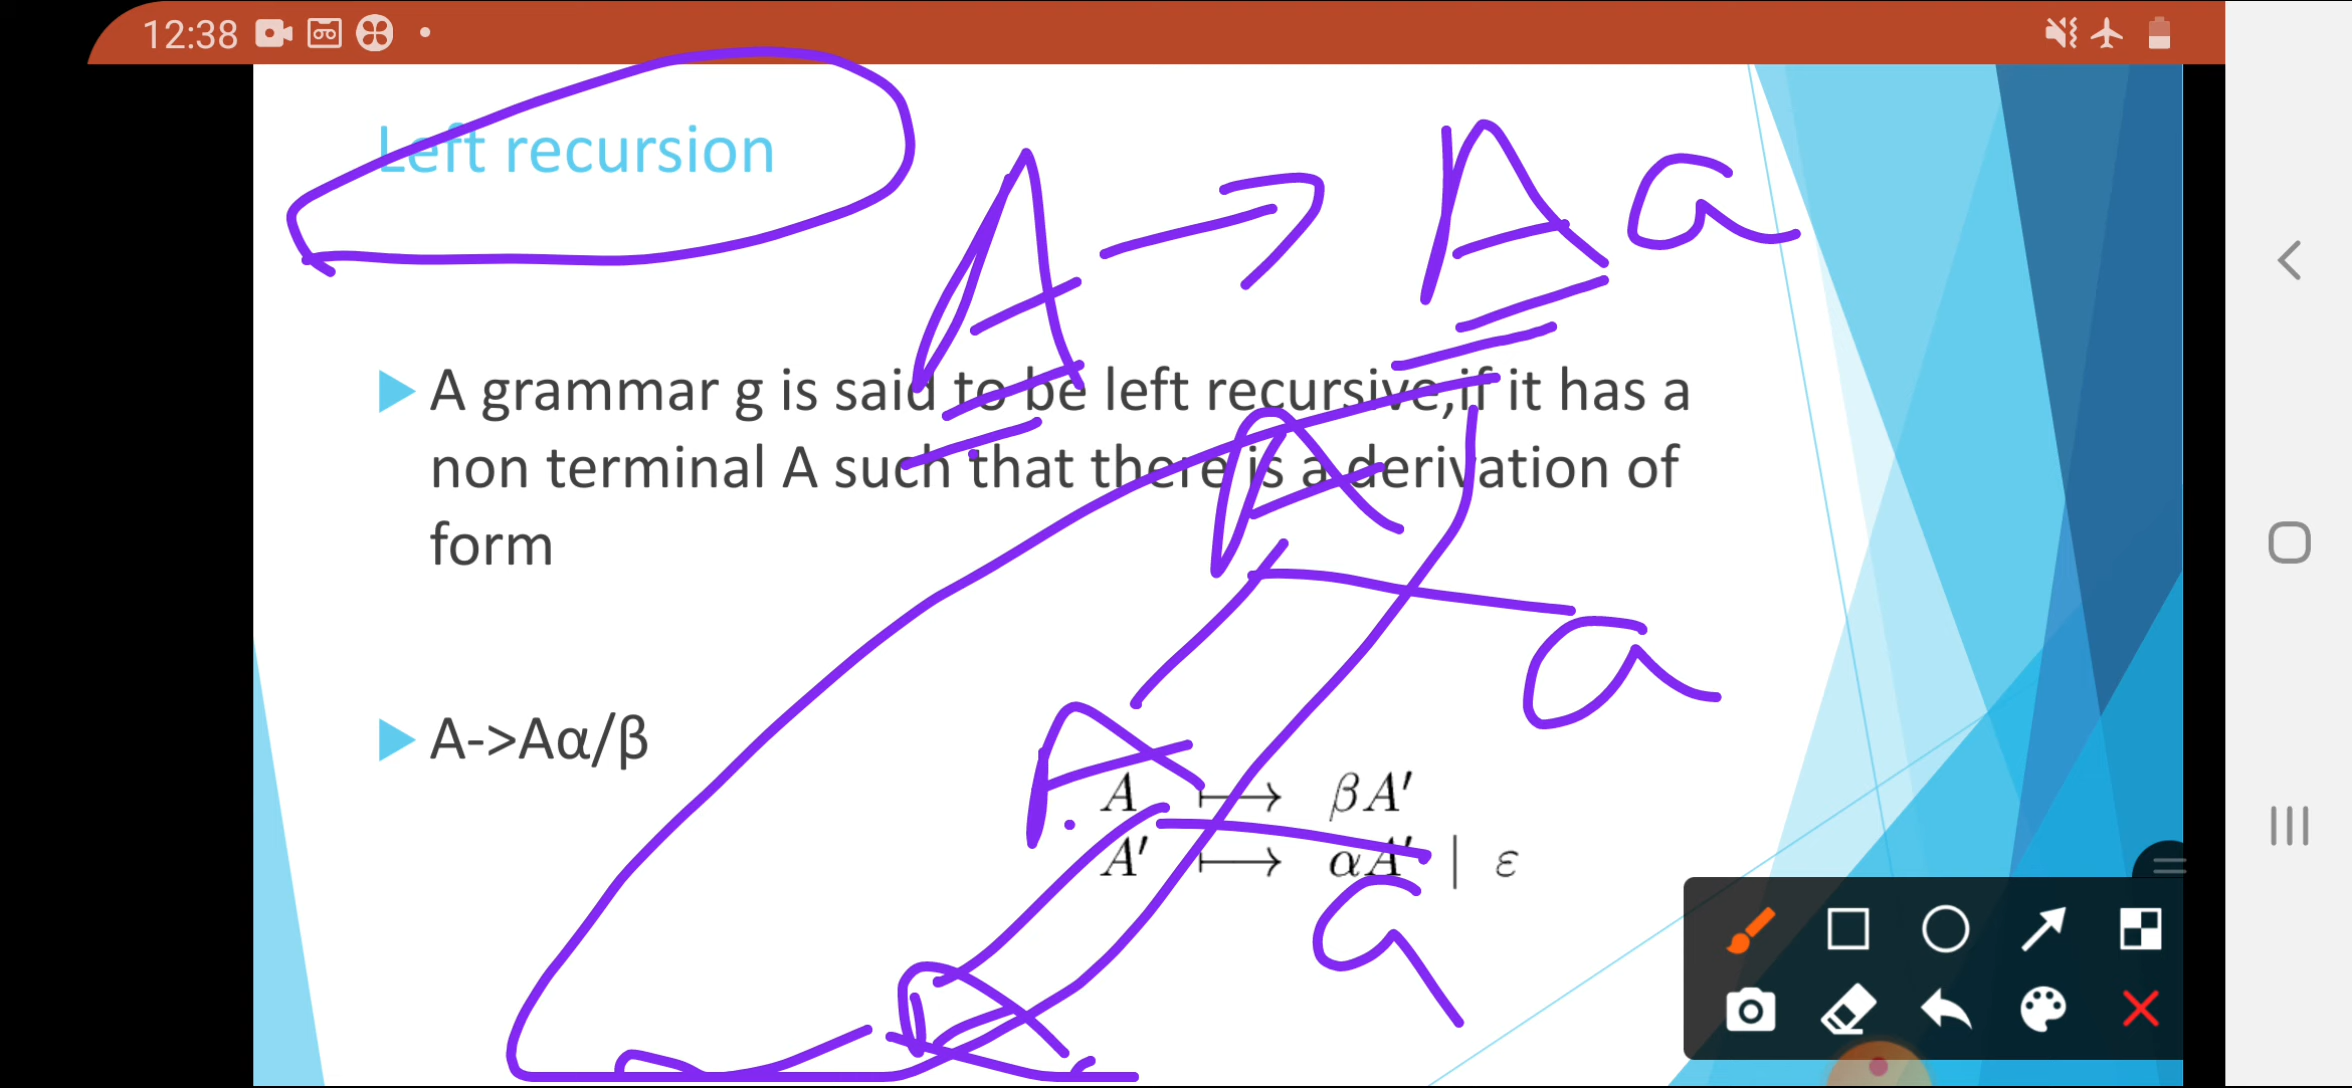 12:38
Left recursion
A → A a
A grammar g is said to be left recursive,if it has a
non terminal A such that there is a derivation of
form
A
a
A->Aα/β
A
A ⟼ βA′
A′ ⟼ αA′ | ε
a
A